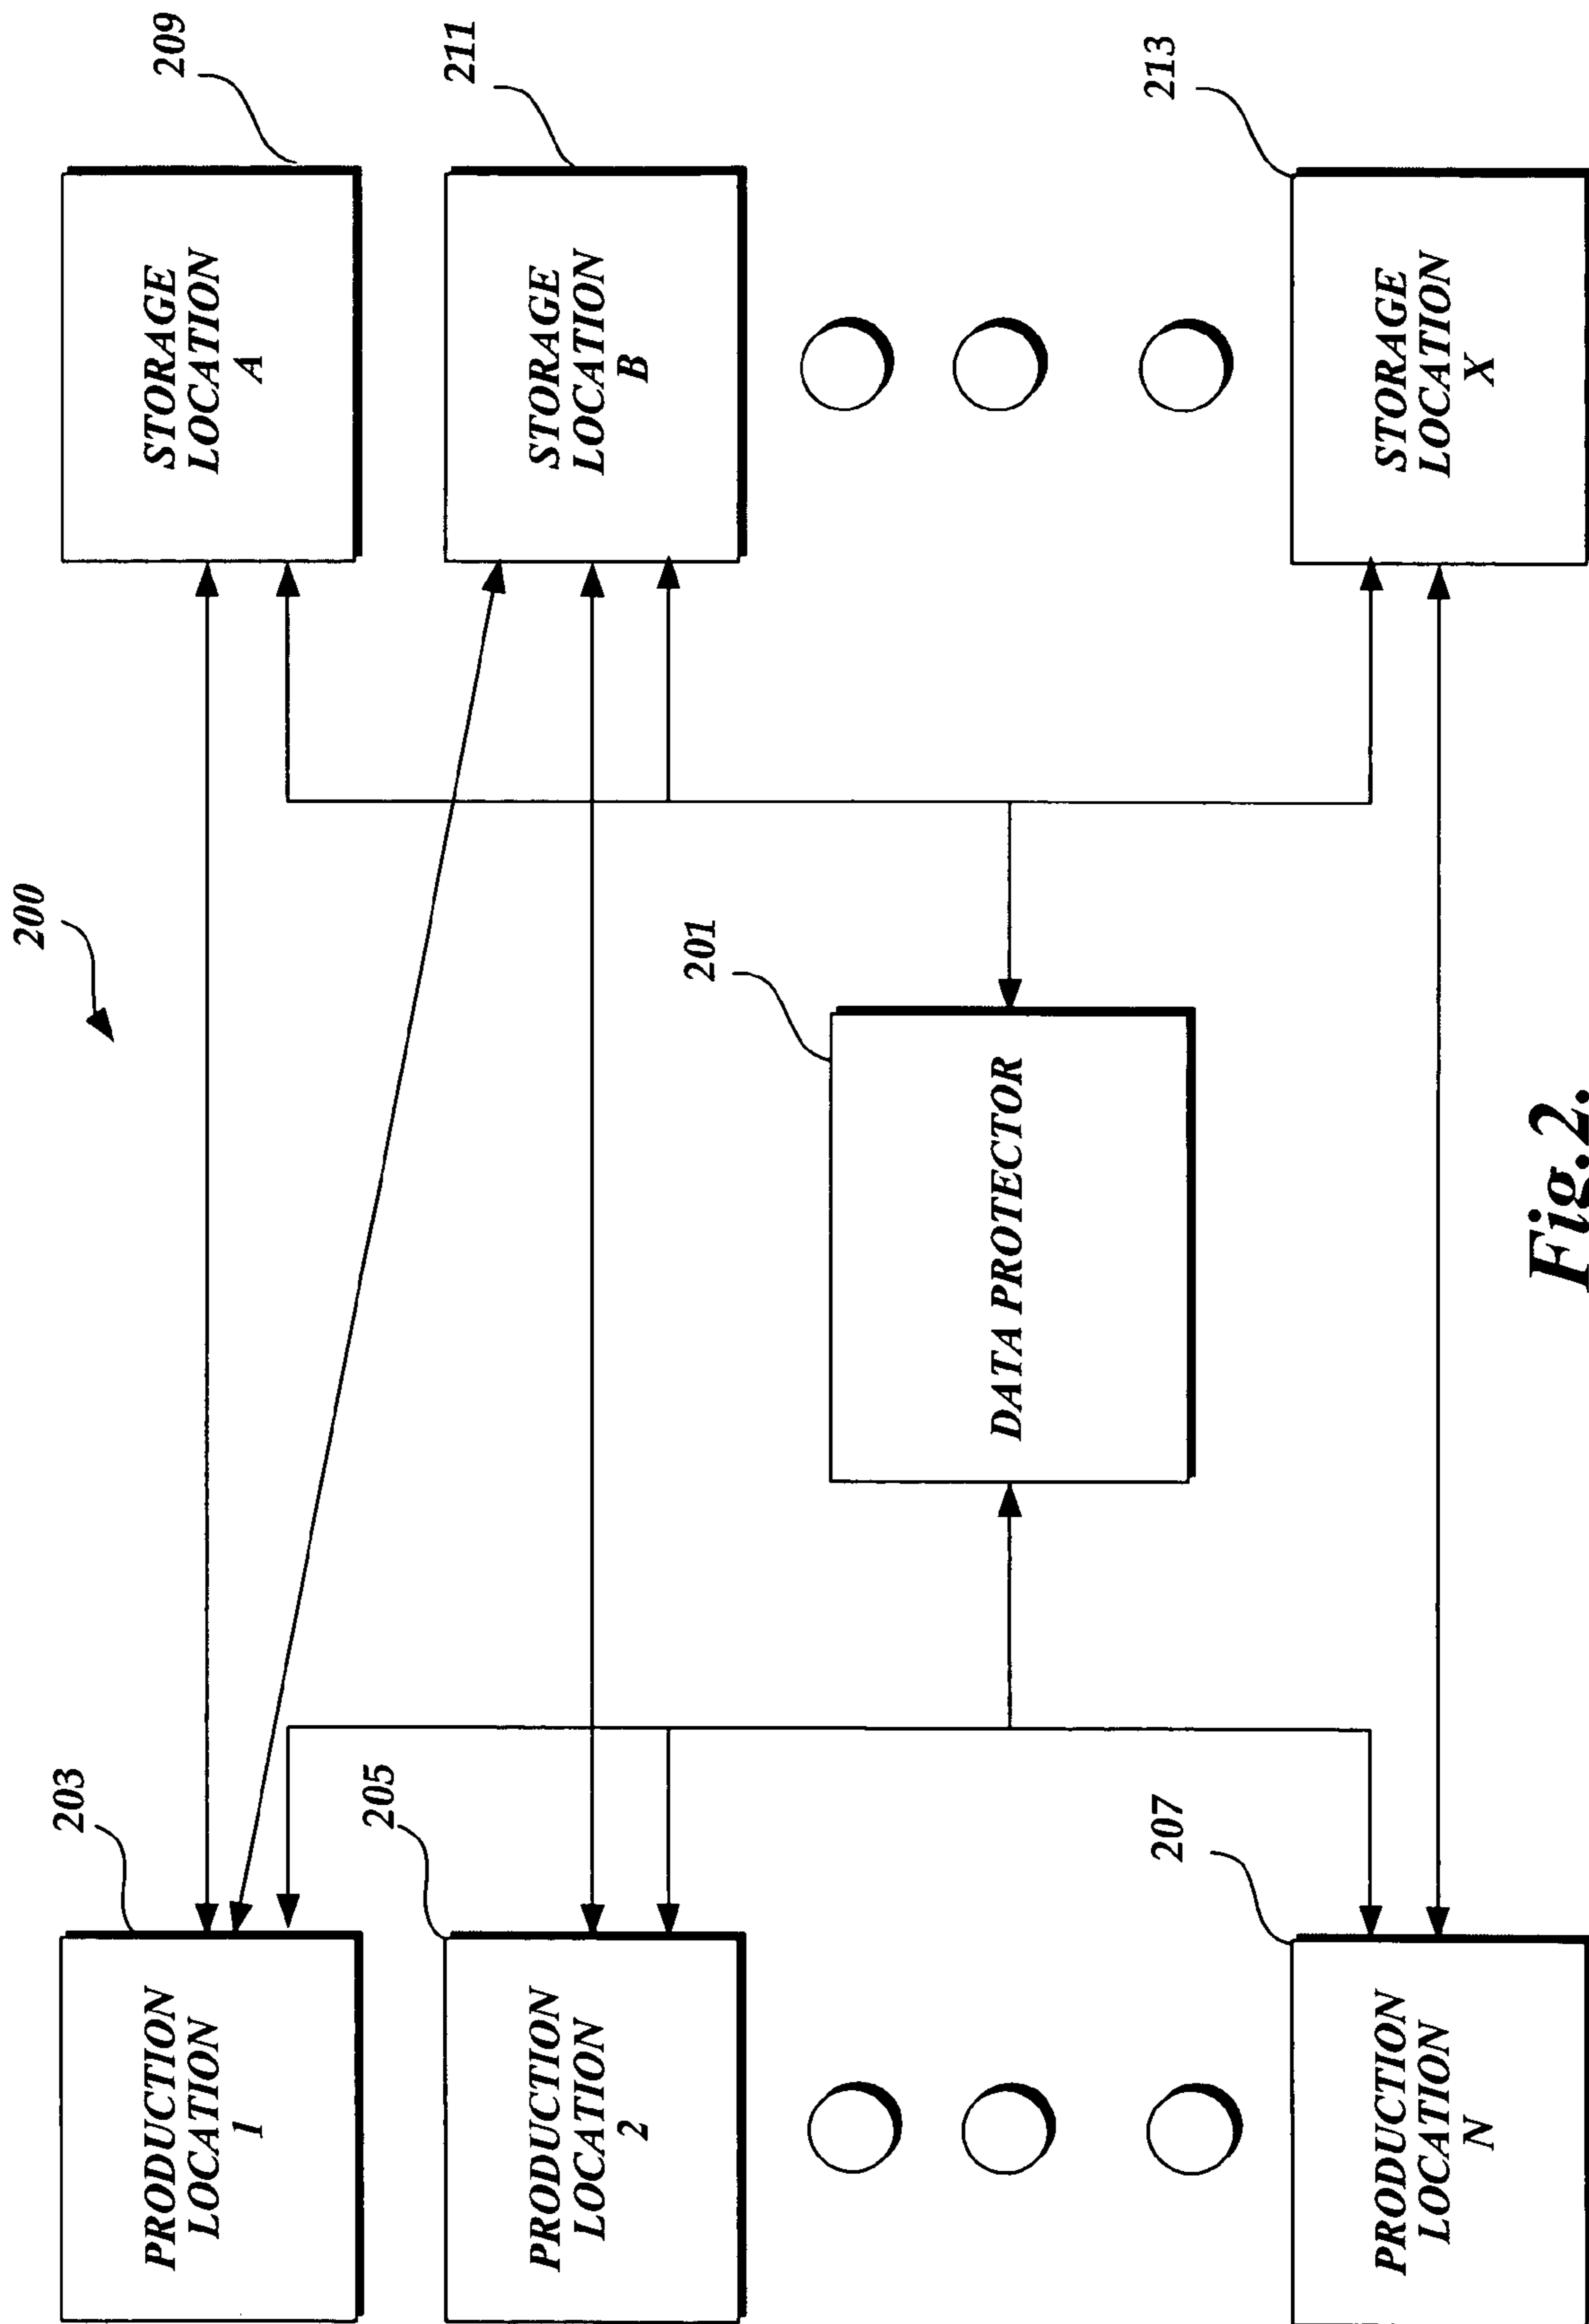 200
203
PRODUCTION
LOCATION
1
209
STORAGE
LOCATION
A
205
PRODUCTION
LOCATION
2
211
STORAGE
LOCATION
B
201
DATA PROTECTOR
207
PRODUCTION
LOCATION
N
213
STORAGE
LOCATION
X
Fig.2.